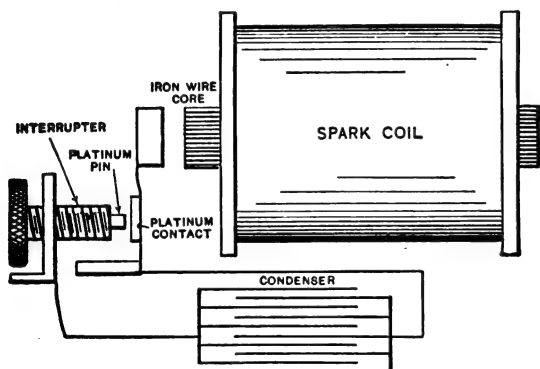 IRON WIRE
CORE
SPARK COIL
INTERRUPTER
PLATINUM
PIN
PLATINUM
CONTACT
CONDENSER